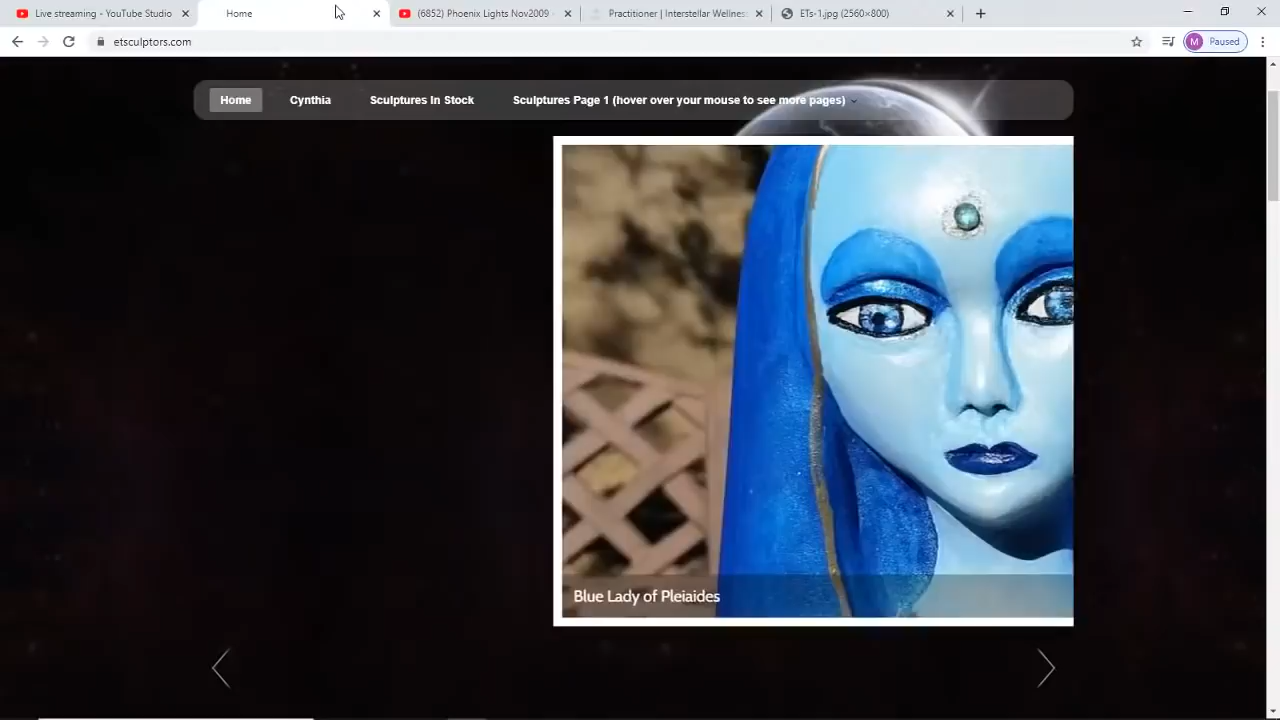 Live streaming - YouTube Studio
Home
(6852) Phoenix Lights Nov2009 -
Practitioner | Interstellar Wellness
ETs-1.jpg (2560×800)
etsculptors.com
M
Paused
Home
Cynthia
Sculptures In Stock
Sculptures Page 1 (hover over your mouse to see more pages)
Blue Lady of Pleiaides